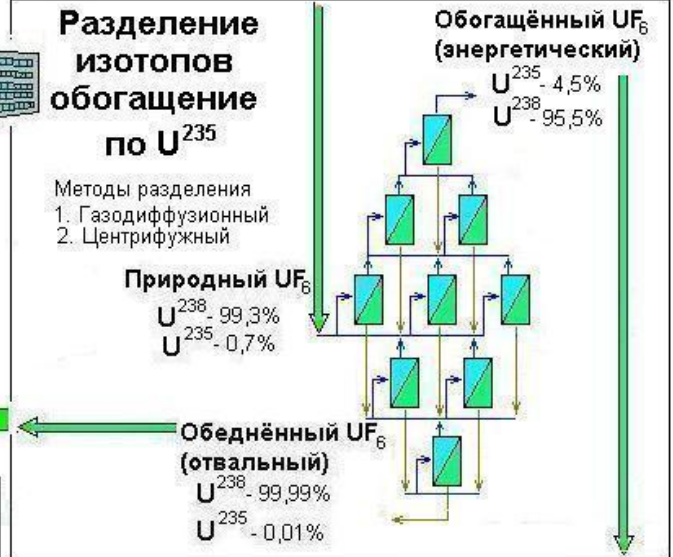 Разделение
изотопов
обогащение
по U²³⁵
Методы разделения
1. Газодиффузионный
2. Центрифужный
Обогащённый UF₆
(энергетический)
U²³⁵- 4,5%
U²³⁸- 95,5%
Природный UF₆
U²³⁸- 99,3%
U²³⁵- 0,7%
Обеднённый UF₆
(отвальный)
U²³⁸- 99,99%
U²³⁵- 0,01%